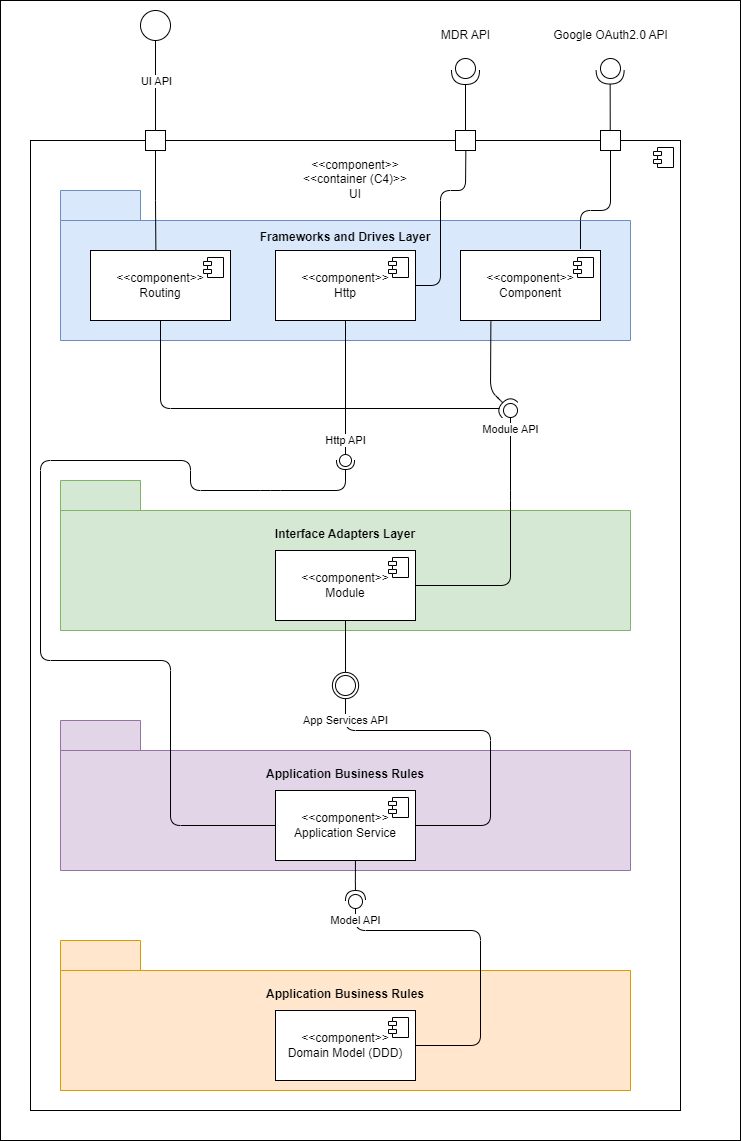 MDR API
Google OAuth2.0 API
UI API
<<component>>
<<container (C4)>>
UI
Frameworks and Drives Layer
<<component>>
Routing
<<component>>
Http
<<component>>
Component
Module API
Http API
Interface Adapters Layer
<<component>>
Module
App Services API
Application Business Rules
<<component>>
Application Service
Model API
Application Business Rules
<<component>>
Domain Model (DDD)